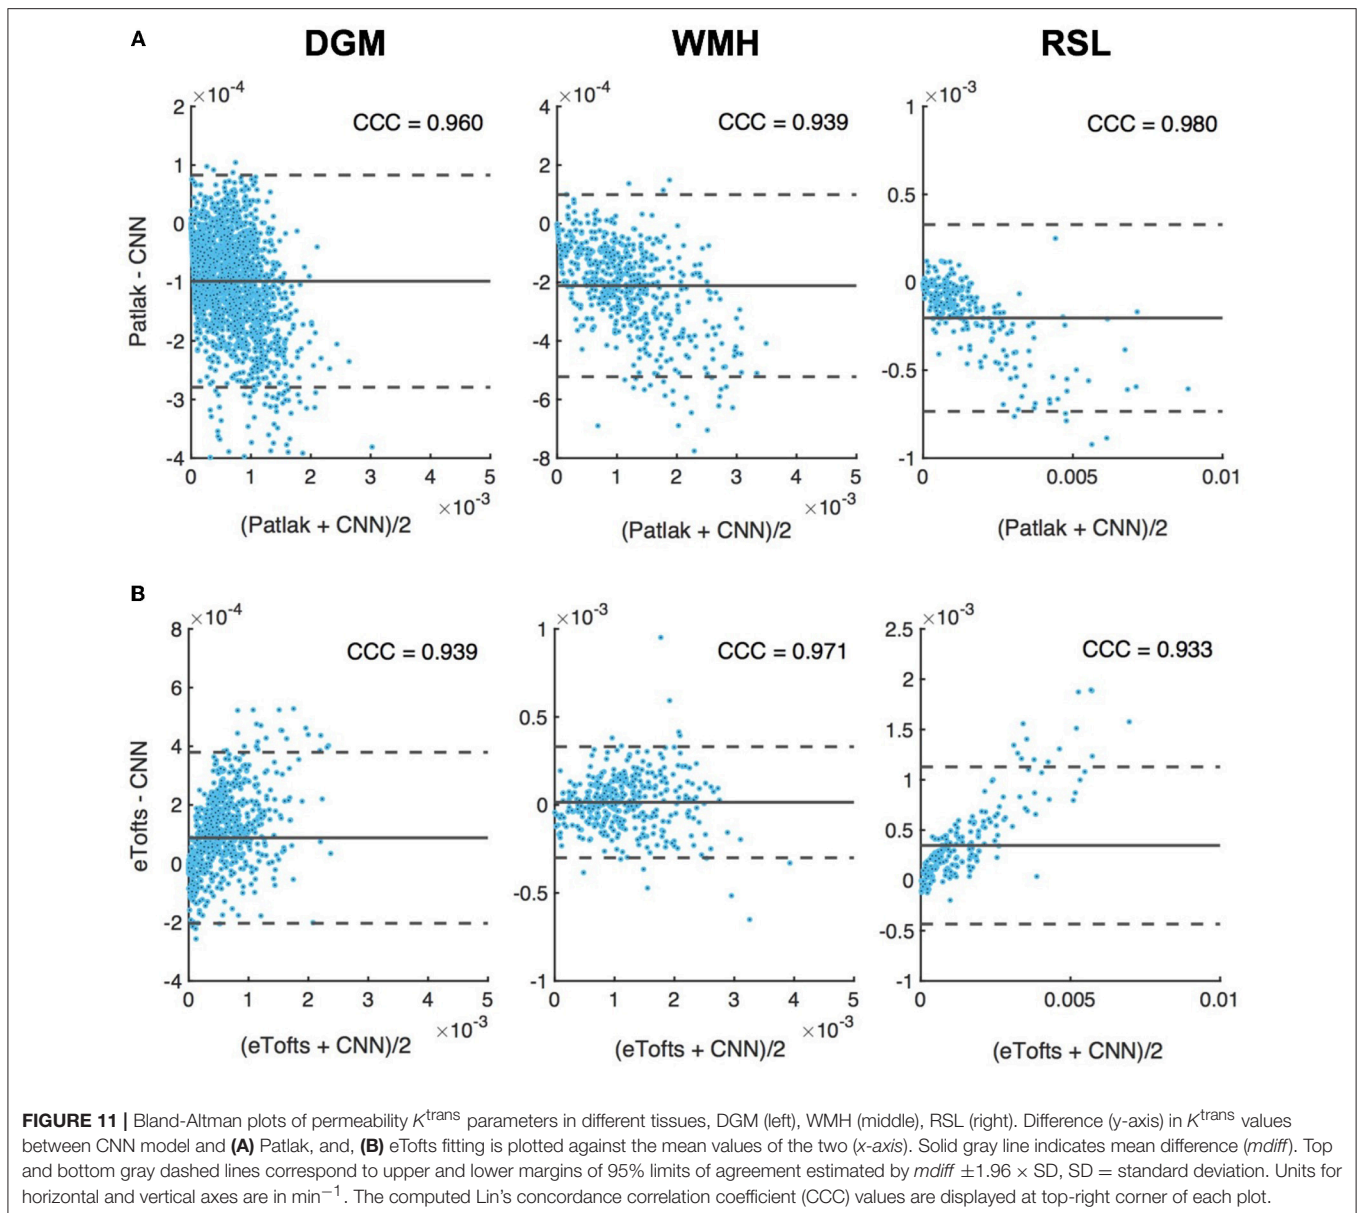 A
DGM
WMH
RSL
×10⁻⁴
2
1
0
-1
-2
-3
-4
CCC = 0.960
Patlak - CNN
0 1 2 3 4 5
×10⁻³
(Patlak + CNN)/2
×10⁻⁴
4
2
0
-2
-4
-6
-8
CCC = 0.939
0 1 2 3 4 5
×10⁻³
(Patlak + CNN)/2
×10⁻³
1
0.5
0
-0.5
-1
CCC = 0.980
0 0.005 0.01
(Patlak + CNN)/2
B
×10⁻⁴
8
6
4
2
0
-2
-4
CCC = 0.939
eTofts - CNN
0 1 2 3 4 5
×10⁻³
(eTofts + CNN)/2
×10⁻³
1
0.5
0
-0.5
-1
CCC = 0.971
0 1 2 3 4 5
×10⁻³
(eTofts + CNN)/2
×10⁻³
2.5
2
1.5
1
0.5
0
-0.5
-1
CCC = 0.933
0 0.005 0.01
(eTofts + CNN)/2
FIGURE 11 | Bland-Altman plots of permeability Kᵗʳᵃⁿˢ parameters in different tissues, DGM (left), WMH (middle), RSL (right). Difference (y-axis) in Kᵗʳᵃⁿˢ values
between CNN model and (A) Patlak, and, (B) eTofts fitting is plotted against the mean values of the two (x-axis). Solid gray line indicates mean difference (mdiff). Top
and bottom gray dashed lines correspond to upper and lower margins of 95% limits of agreement estimated by mdiff ±1.96 × SD, SD = standard deviation. Units for
horizontal and vertical axes are in min⁻¹. The computed Lin's concordance correlation coefficient (CCC) values are displayed at top-right corner of each plot.